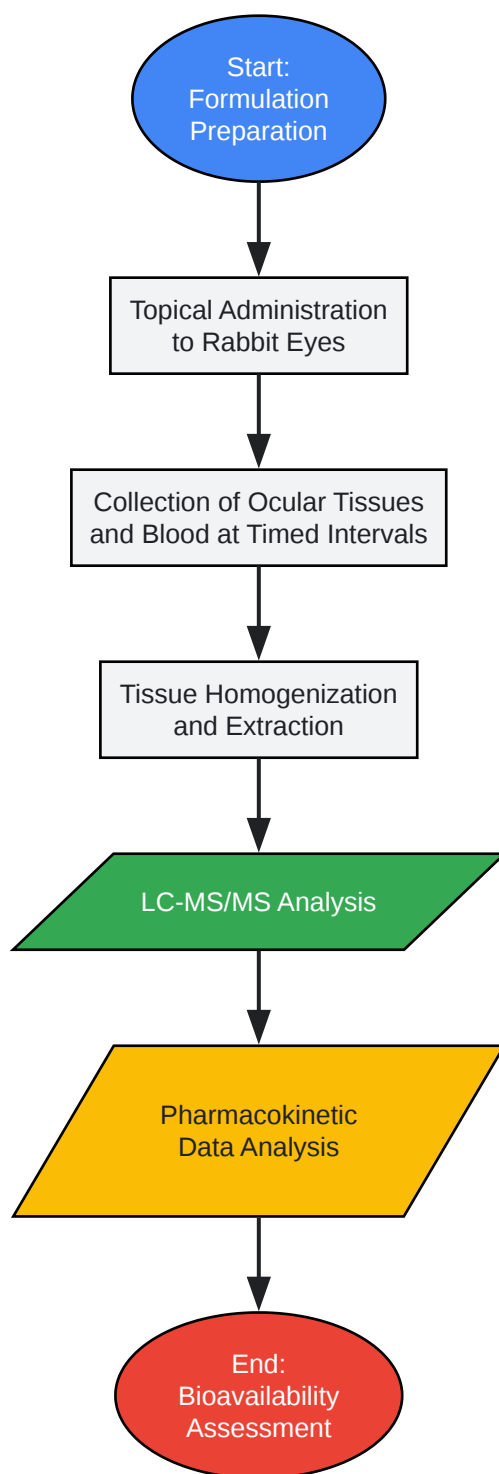 Start:
Formulation
Preparation
Topical Administration
to Rabbit Eyes
Collection of Ocular Tissues
and Blood at Timed Intervals
Tissue Homogenization
and Extraction
LC-MS/MS Analysis
Pharmacokinetic
Data Analysis
End:
Bioavailability
Assessment